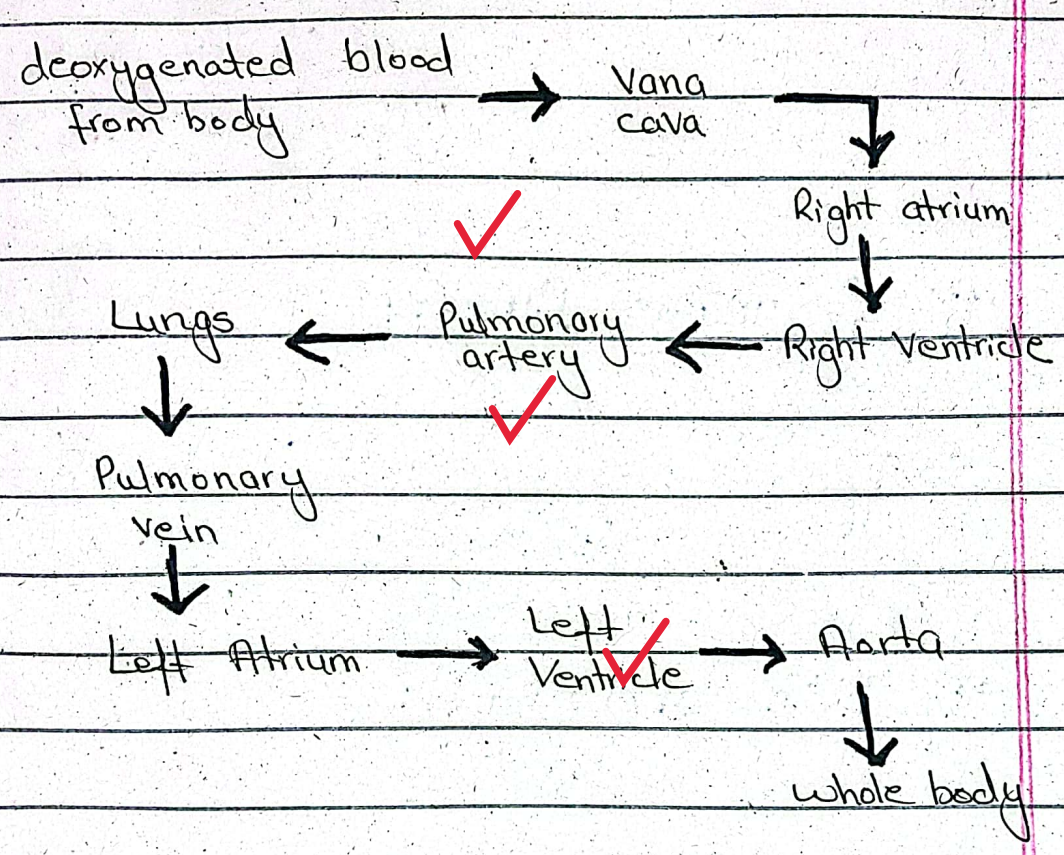 deoxygenated blood
from body
Vana
cava
Right atrium
Right Ventricle
Pulmonary
artery
Lungs
Pulmonary
vein
Left Atrium
Left
Ventricle
Aorta
whole body